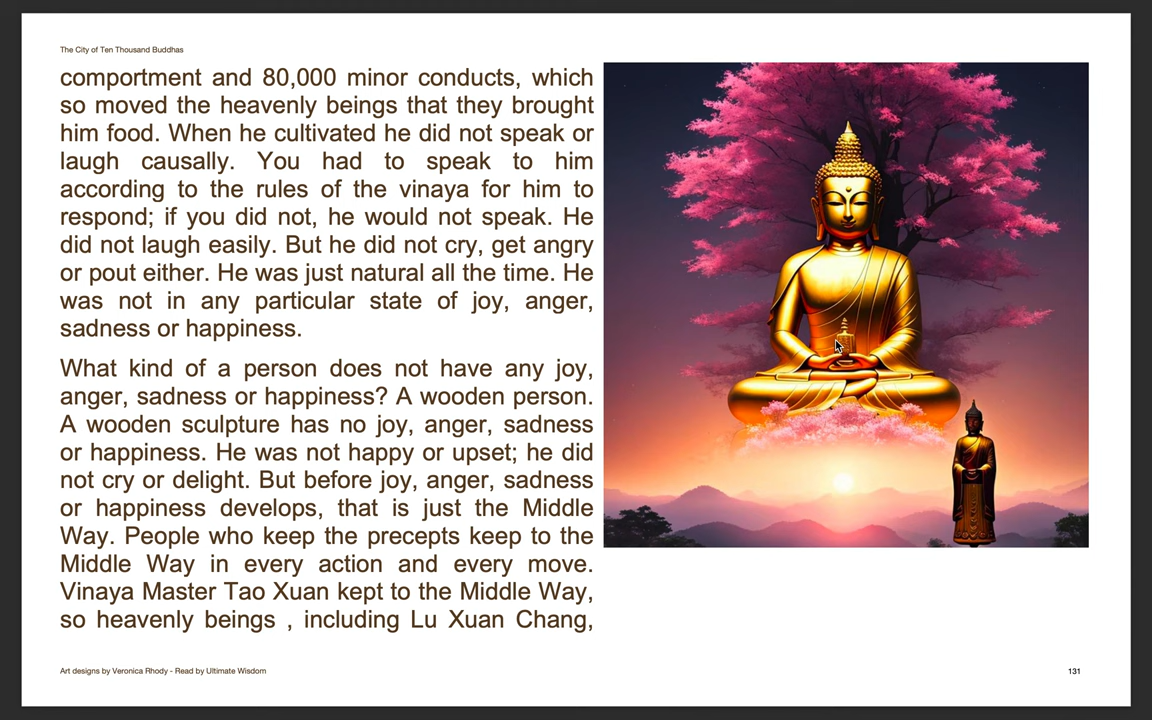 The City of Ten Thousand Buddhas
comportment and 80,000 minor conducts, which
so moved the heavenly beings that they brought
him food. When he cultivated he did not speak or
laugh causally. You had to speak to him
according to the rules of the vinaya for him to
respond; if you did not, he would not speak. He
did not laugh easily. But he did not cry, get angry
or pout either. He was just natural all the time. He
was not in any particular state of joy, anger,
sadness or happiness.
What kind of a person does not have any joy,
anger, sadness or happiness? A wooden person.
A wooden sculpture has no joy, anger, sadness
or happiness. He was not happy or upset; he did
not cry or delight. But before joy, anger, sadness
or happiness develops, that is just the Middle
Way. People who keep the precepts keep to the
Middle Way in every action and every move.
Vinaya Master Tao Xuan kept to the Middle Way,
so heavenly beings , including Lu Xuan Chang,
Art designs by Veronica Rhody - Read by Ultimate Wisdom
131